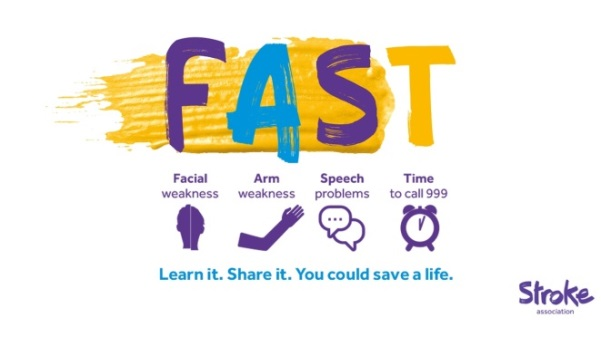 FAST
Facial Arm Speech Time
weakness weakness problems to call 999
Learn it. Share it. You could save a life.
Stroke
association